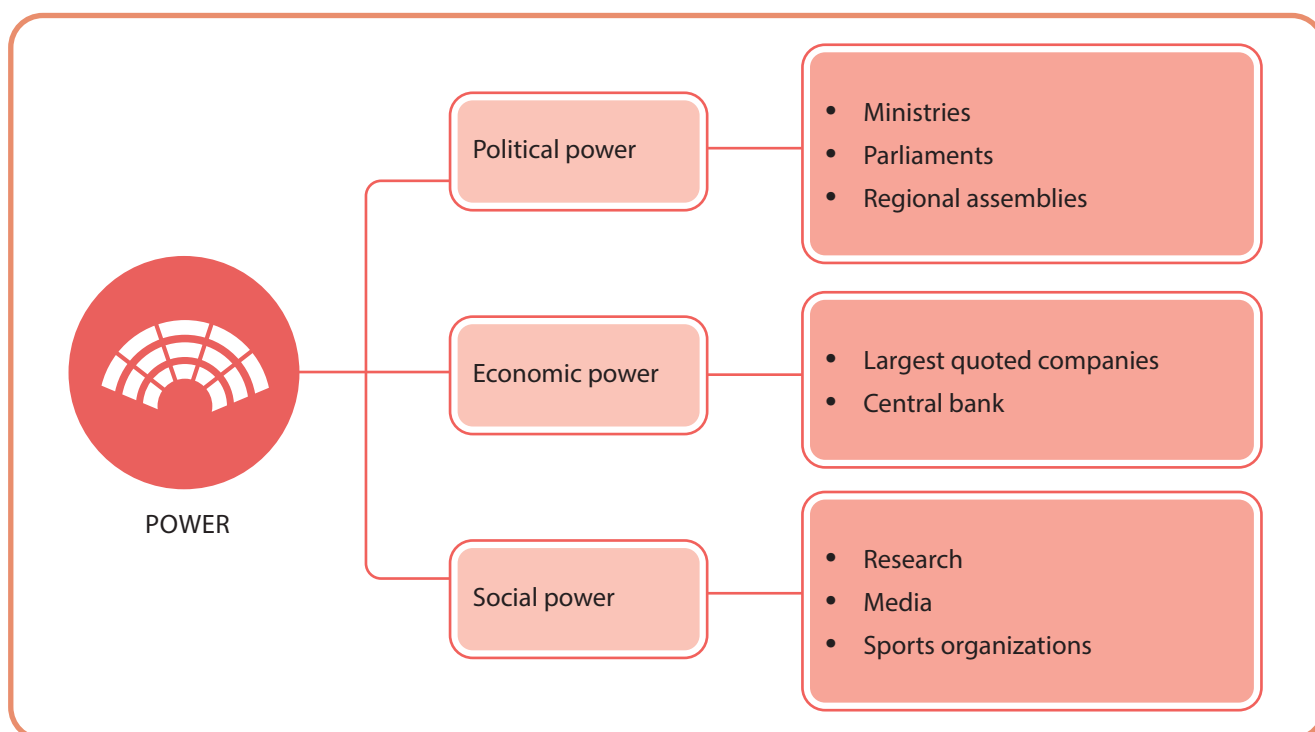 POWER
Political power
• Ministries
• Parliaments
• Regional assemblies
Economic power
• Largest quoted companies
• Central bank
Social power
• Research
• Media
• Sports organizations